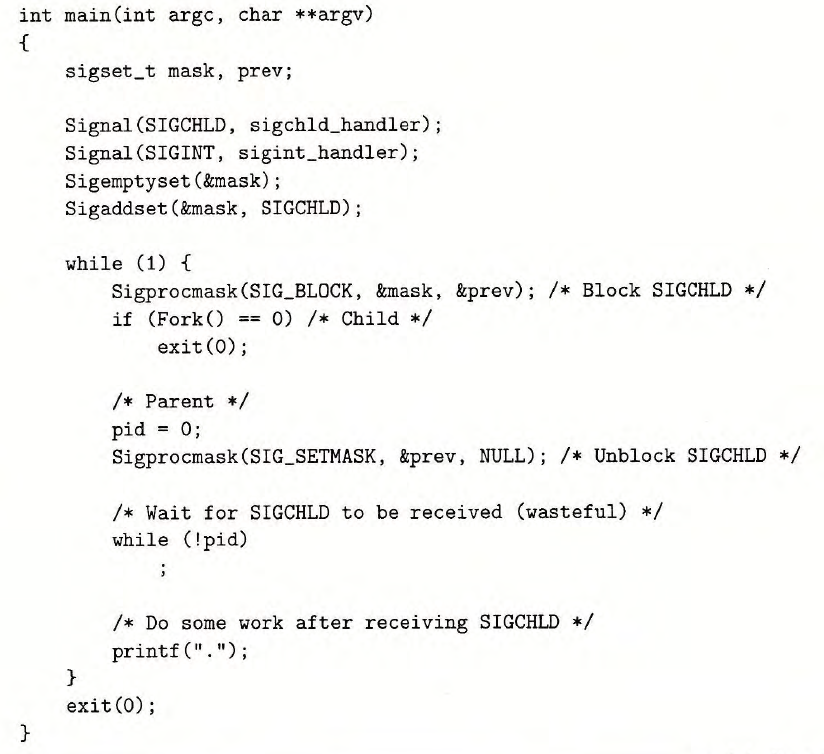 int main(int argc, char **argv)
{
    sigset_t mask, prev;

    Signal(SIGCHLD, sigchld_handler);
    Signal(SIGINT, sigint_handler);
    Sigemptyset(&mask);
    Sigaddset(&mask, SIGCHLD);

    while (1) {
        Sigprocmask(SIG_BLOCK, &mask, &prev); /* Block SIGCHLD */
        if (Fork() == 0) /* Child */
            exit(0);

        /* Parent */
        pid = 0;
        Sigprocmask(SIG_SETMASK, &prev, NULL); /* Unblock SIGCHLD */

        /* Wait for SIGCHLD to be received (wasteful) */
        while (!pid)
            ;

        /* Do some work after receiving SIGCHLD */
        printf(".");
    }
    exit(0);
}